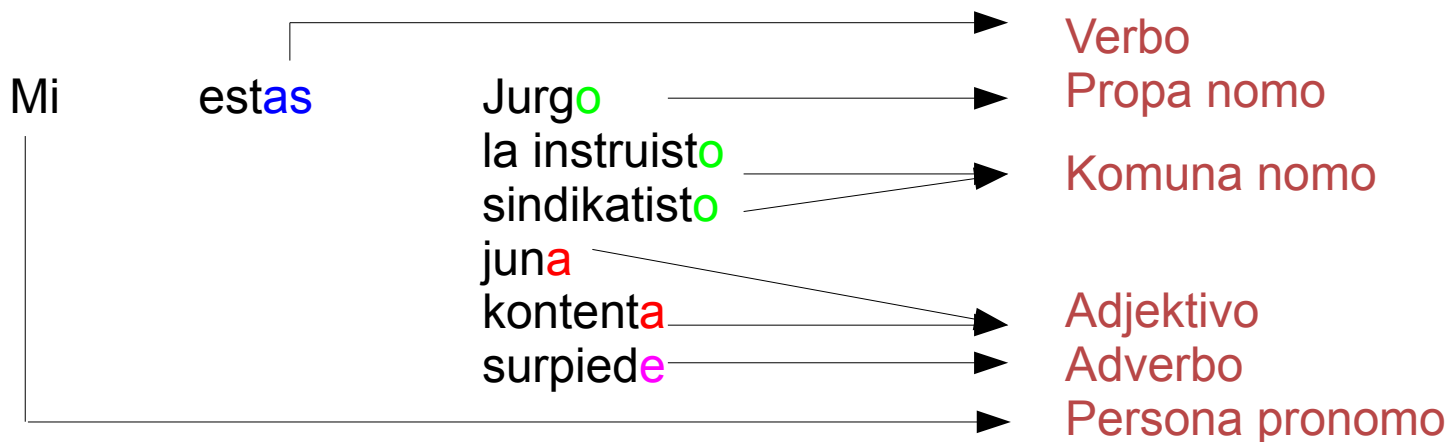 Verbo
Mi estas Jurgo Propa nomo
la instruisto
Komuna nomo
sindikatisto
juna
kontenta Adjektivo
surpiede Adverbo
Persona pronomo